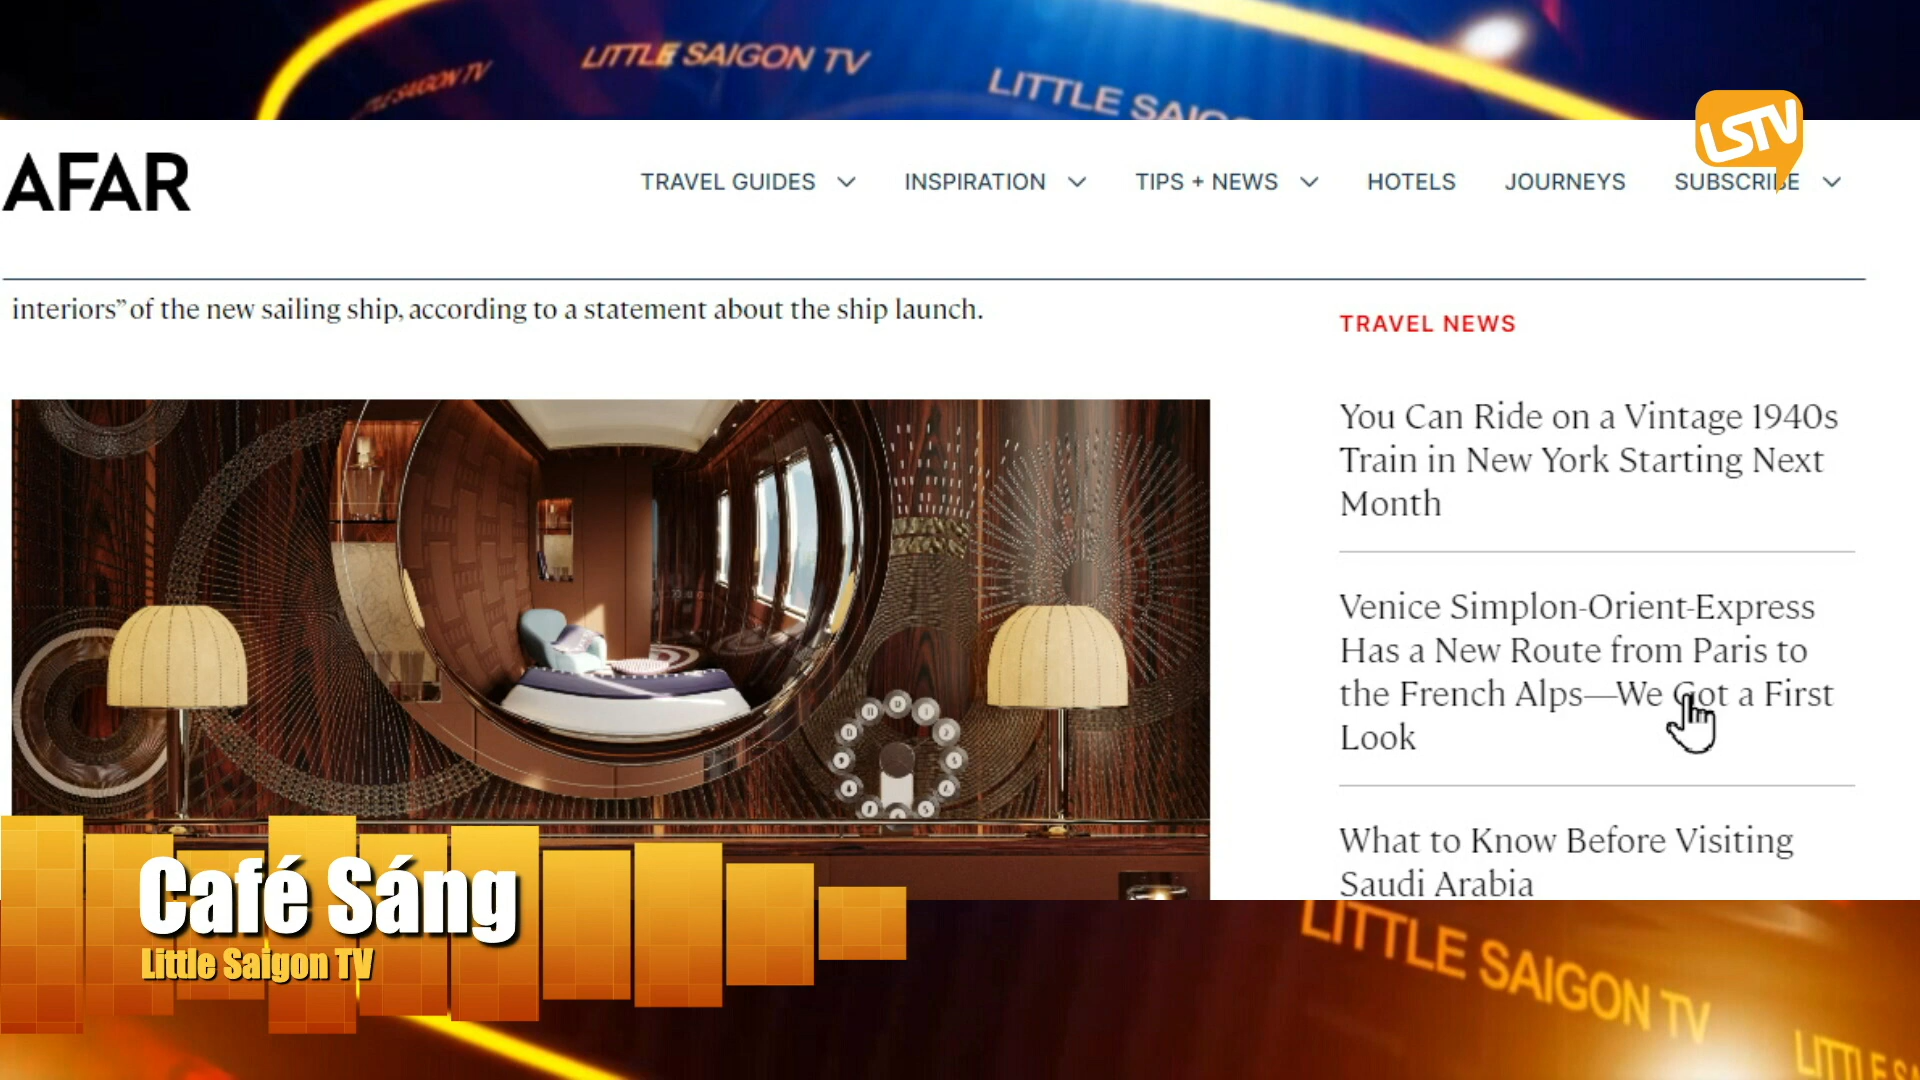 LITTLE SAIGON TV
LITTLE SAIGON TV
LITTLE
LSTV
AFAR
TRAVEL GUIDES
INSPIRATION
TIPS + NEWS
HOTELS
JOURNEYS
SUBSCRIBE
interiors” of the new sailing ship, according to a statement about the ship launch.
TRAVEL NEWS
You Can Ride on a Vintage 1940s
Train in New York Starting Next
Month
Venice Simplon-Orient-Express
Has a New Route from Paris to
the French Alps—We Got a First
Look
What to Know Before Visiting
Saudi Arabia
Café Sáng
Little Saigon TV
LITTLE SAIGON TV